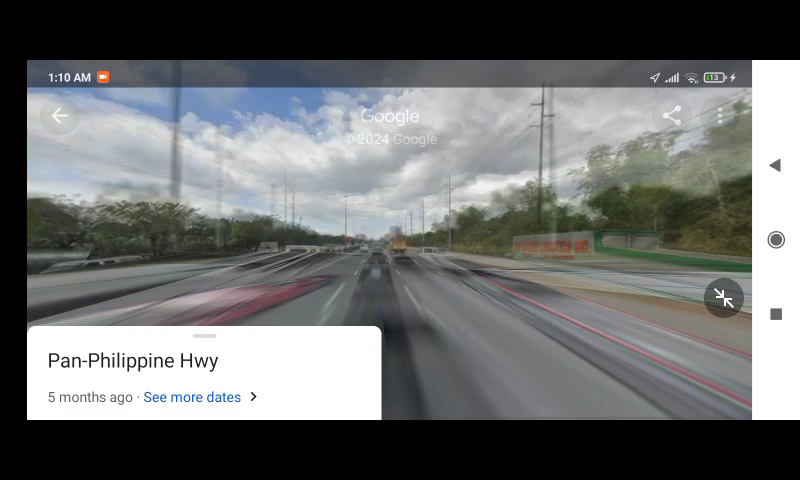 1:10 AM
13
Google
© 2024 Google
Pan-Philippine Hwy
5 months ago · See more dates